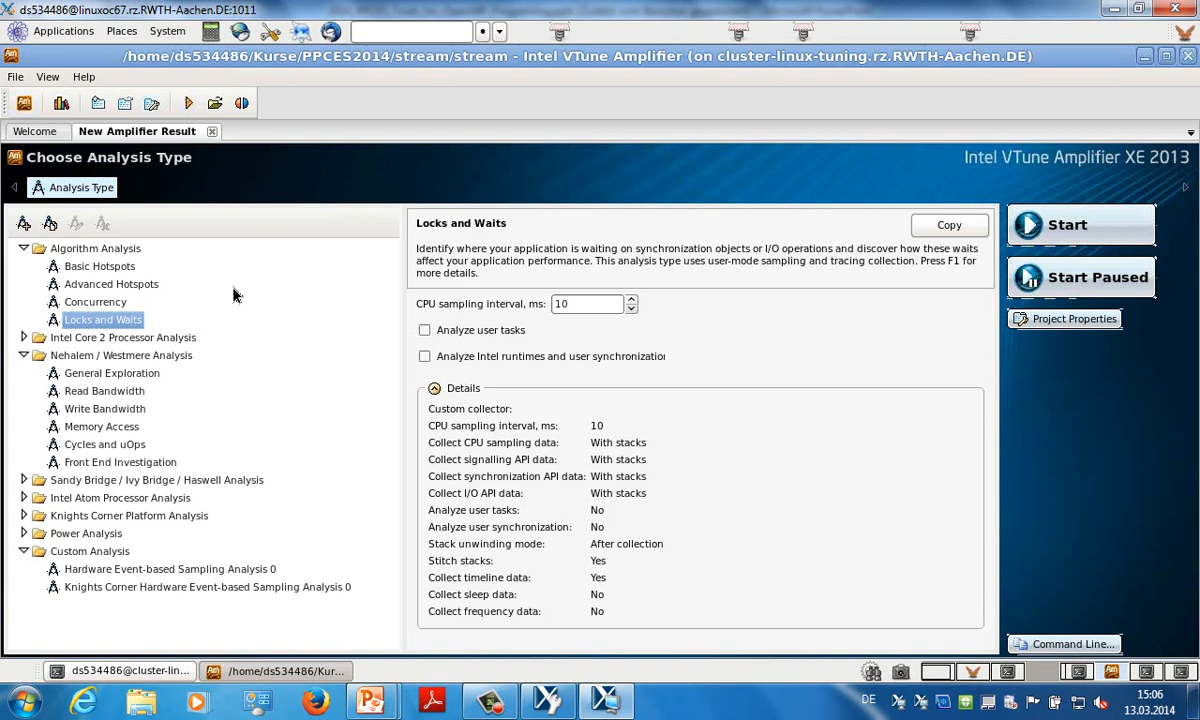 ds534486@linuxoc67.rz.RWTH-Aachen.DE:1011
Applications Places System
/home/ds534486/Kurse/PPCES2014/stream/stream - Intel VTune Amplifier (on cluster-linux-tuning.rz.RWTH-Aachen.DE)
File View Help
Welcome New Amplifier Result
Choose Analysis Type
Intel VTune Amplifier XE 2013
Analysis Type
Algorithm Analysis
Basic Hotspots
Advanced Hotspots
Concurrency
Locks and Waits
Intel Core 2 Processor Analysis
Nehalem / Westmere Analysis
General Exploration
Read Bandwidth
Write Bandwidth
Memory Access
Cycles and uOps
Front End Investigation
Sandy Bridge / Ivy Bridge / Haswell Analysis
Intel Atom Processor Analysis
Knights Corner Platform Analysis
Power Analysis
Custom Analysis
Hardware Event-based Sampling Analysis 0
Knights Corner Hardware Event-based Sampling Analysis 0
Locks and Waits
Copy
Identify where your application is waiting on synchronization objects or I/O operations and discover how these waits
affect your application performance. This analysis type uses user-mode sampling and tracing collection. Press F1 for
more details.
CPU sampling interval, ms: 10
Analyze user tasks
Analyze Intel runtimes and user synchronization
Details
Custom collector:
CPU sampling interval, ms: 10
Collect CPU sampling data: With stacks
Collect signalling API data: With stacks
Collect synchronization API data: With stacks
Collect I/O API data: With stacks
Analyze user tasks: No
Analyze user synchronization: No
Stack unwinding mode: After collection
Stitch stacks: Yes
Collect timeline data: Yes
Collect sleep data: No
Collect frequency data: No
Start
Start Paused
Project Properties
Command Line...
ds534486@cluster-lin... /home/ds534486/Kur...
DE
15:06
13.03.2014